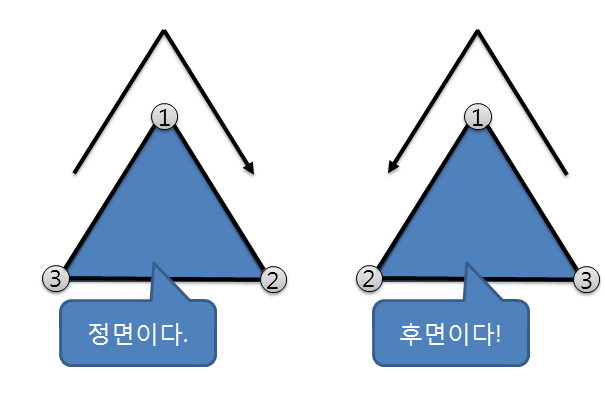 ① ①
③ ② ② ③
정면이다. 후면이다!